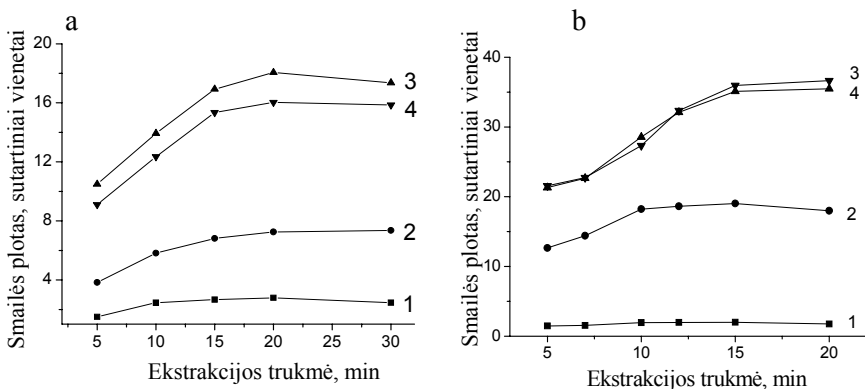 a
Smailės plotas, sutartiniai vienetai
20
16
12
8
4
5 10 15 20 25 30
Ekstrakcijos trukmė, min
3
4
2
1
b
Smailės plotas, sutartiniai vienetai
40
30
20
10
0
5 10 15 20
Ekstrakcijos trukmė, min
3
4
2
1